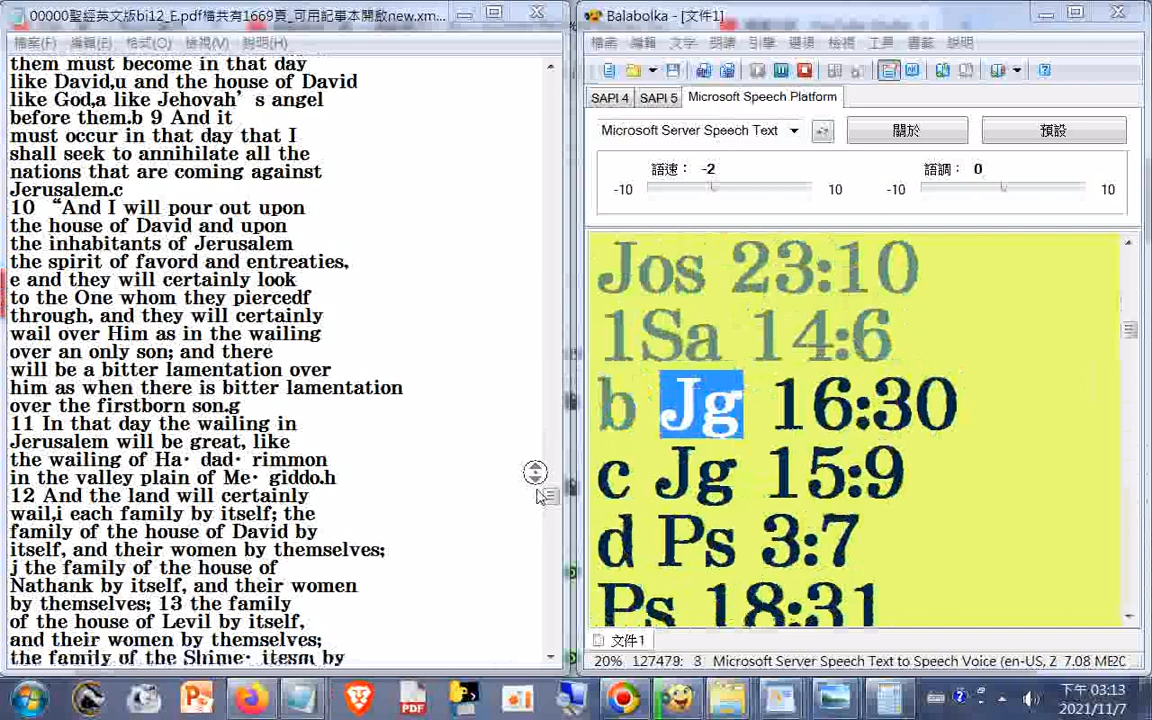 00000聖經英文版bi12_E.pdf檔共有1669頁_可用記事本開啟new.xm...
檔案(F) 編輯(E) 格式(O) 檢視(V) 說明(H)
them must become in that day
like David,u and the house of David
like God,a like Jehovah’s angel
before them.b 9 And it
must occur in that day that I
shall seek to annihilate all the
nations that are coming against
Jerusalem.c
10 “And I will pour out upon
the house of David and upon
the inhabitants of Jerusalem
the spirit of favord and entreaties,
e and they will certainly look
to the One whom they piercedf
through, and they will certainly
wail over Him as in the wailing
over an only son; and there
will be a bitter lamentation over
him as when there is bitter lamentation
over the firstborn son.g
11 In that day the wailing in
Jerusalem will be great, like
the wailing of Ha·dad·rimmon
in the valley plain of Me·giddo.h
12 And the land will certainly
wail,i each family by itself; the
family of the house of David by
itself, and their women by themselves;
j the family of the house of
Nathank by itself, and their women
by themselves; 13 the family
of the house of Levil by itself,
and their women by themselves;
the family of the Shime·itesm by
Balabolka - [文件1]
檔案 編輯 文字 朗讀 引擎 選項 檢視 工具 書籤 說明
SAPI 4 SAPI 5 Microsoft Speech Platform
Microsoft Server Speech Text 關於 預設
語速： -2 語調： 0
-10 10 -10 10
Jos 23:10
1Sa 14:6
b Jg 16:30
c Jg 15:9
d Ps 3:7
Ps 18:31
文件1
20% 127479: 3 Microsoft Server Speech Text to Speech Voice (en-US, Z 7.08 ME2C
PDF
下午 03:13
2021/11/7